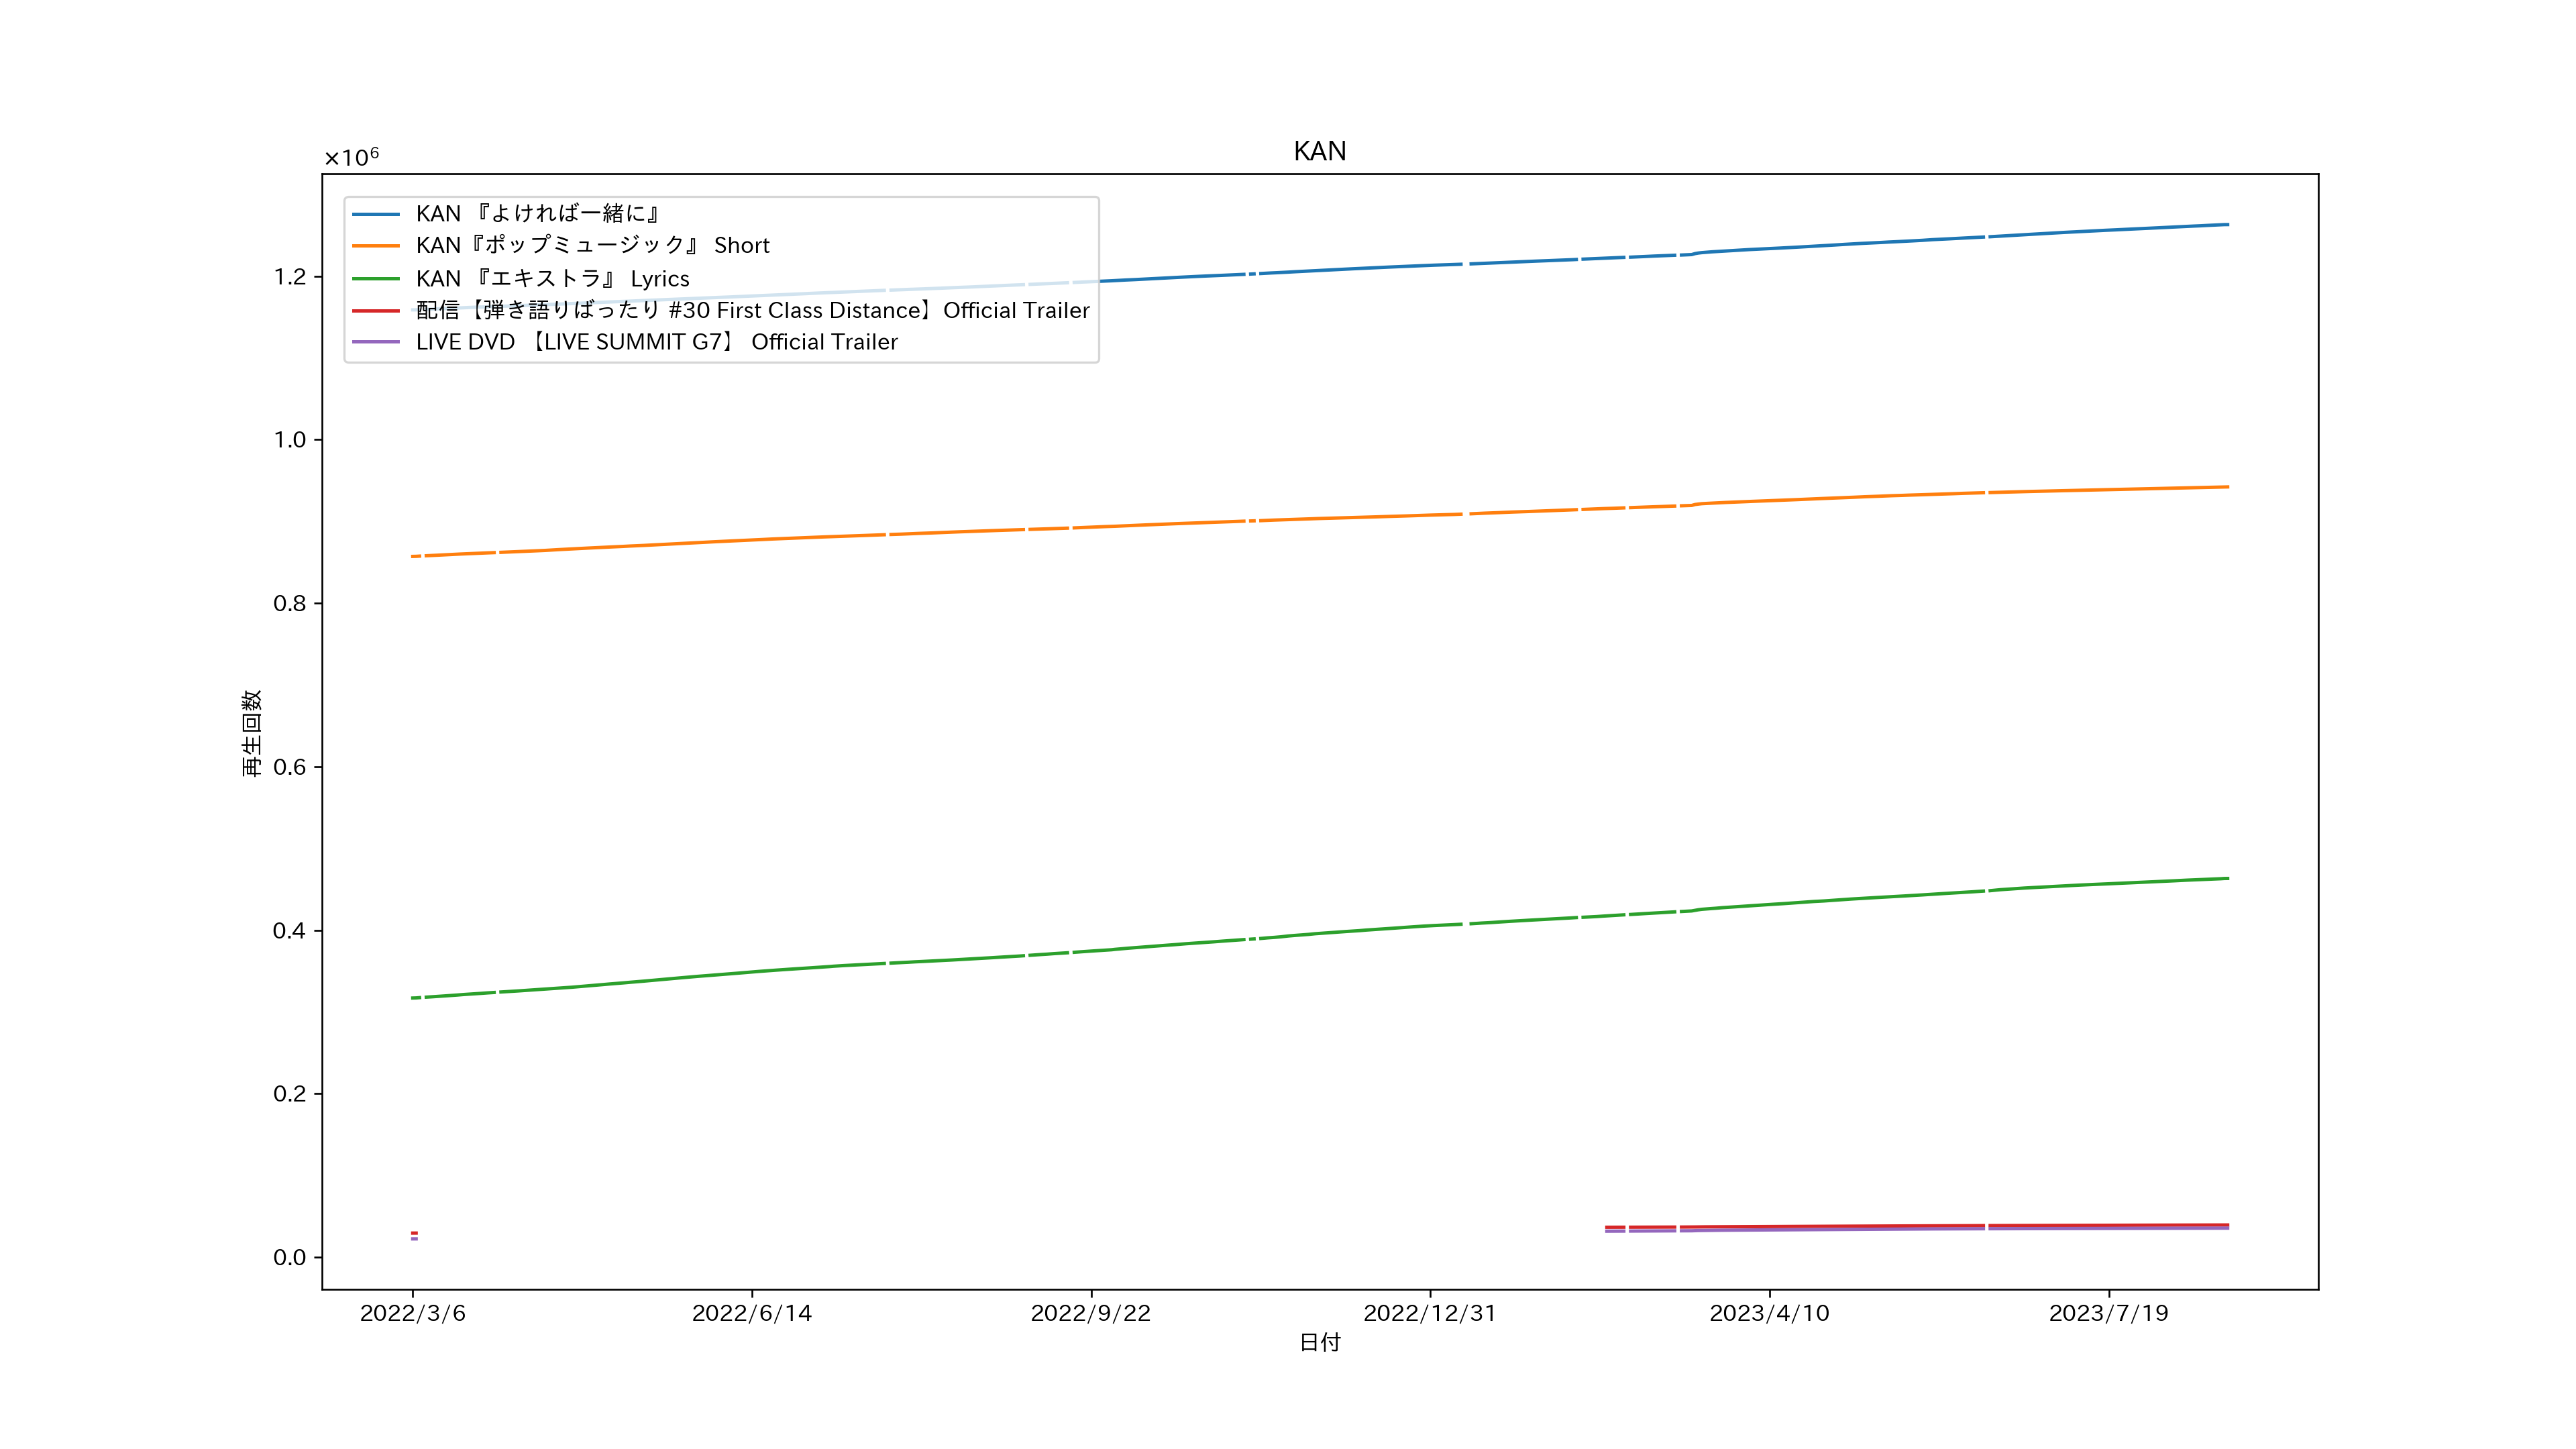 KAN
×10⁶
KAN 『よければ一緒に』
KAN『ポップミュージック』 Short
KAN 『エキストラ』 Lyrics
配信【弾き語りばったり #30 First Class Distance】Official Trailer
LIVE DVD 【LIVE SUMMIT G7】 Official Trailer
1.2
1.0
0.8
0.6
0.4
0.2
0.0
再生回数
2022/3/6
2022/6/14
2022/9/22
2022/12/31
2023/4/10
2023/7/19
日付